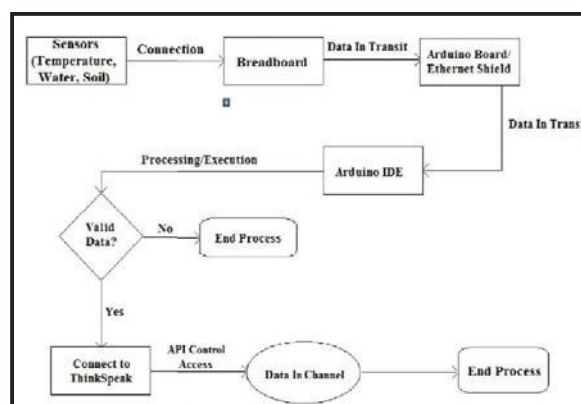 Sensors
(Temperature,
Water, Soil)
Connection
Breadboard
Data In Transit
Arduino Board/
Ethernet Shield
Data In Transit
Arduino IDE
Processing/Execution
Valid
Data?
No
End Process
Yes
Connect to
ThinkSpeak
API Control
Access
Data In Channel
End Process